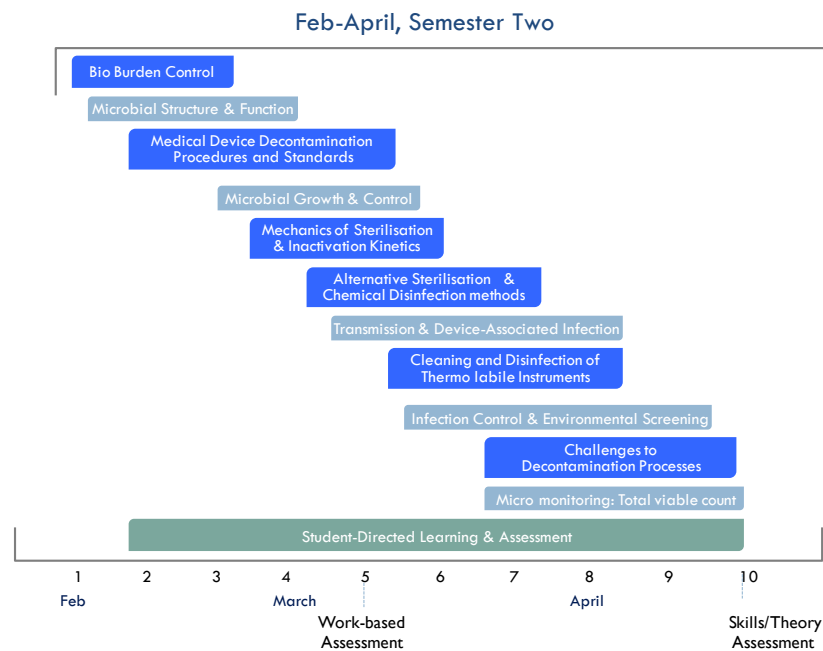 Feb-April, Semester Two
Bio Burden Control
Microbial Structure & Function
Medical Device Decontamination
Procedures and Standards
Microbial Growth & Control
Mechanics of Sterilisation
& Inactivation Kinetics
Alternative Sterilisation &
Chemical Disinfection methods
Transmission & Device-Associated Infection
Cleaning and Disinfection of
Thermo labile Instruments
Infection Control & Environmental Screening
Challenges to
Decontamination Processes
Micro monitoring: Total viable count
Student-Directed Learning & Assessment
1 2 3 4 5 6 7 8 9 10
Feb March April
Work-based Skills/Theory
Assessment Assessment